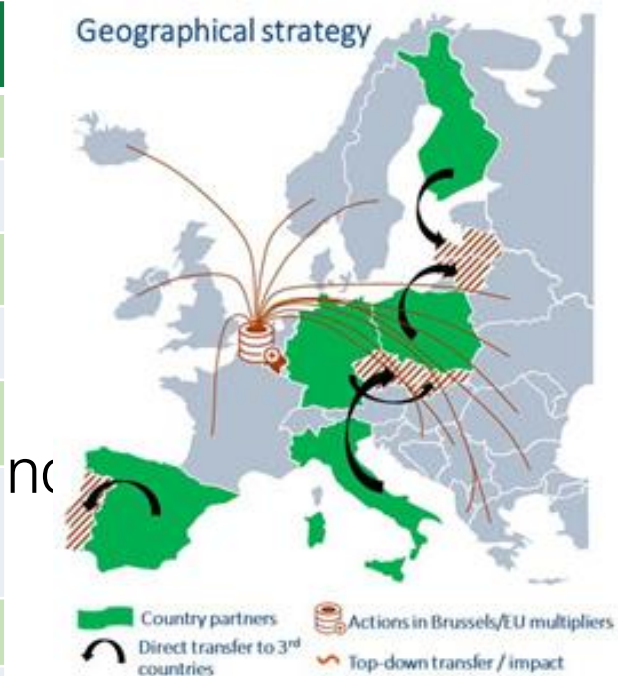 Geographical strategy
Country partners
Actions in Brussels/EU multipliers
Direct transfer to 3rd
countries
Top-down transfer / impact